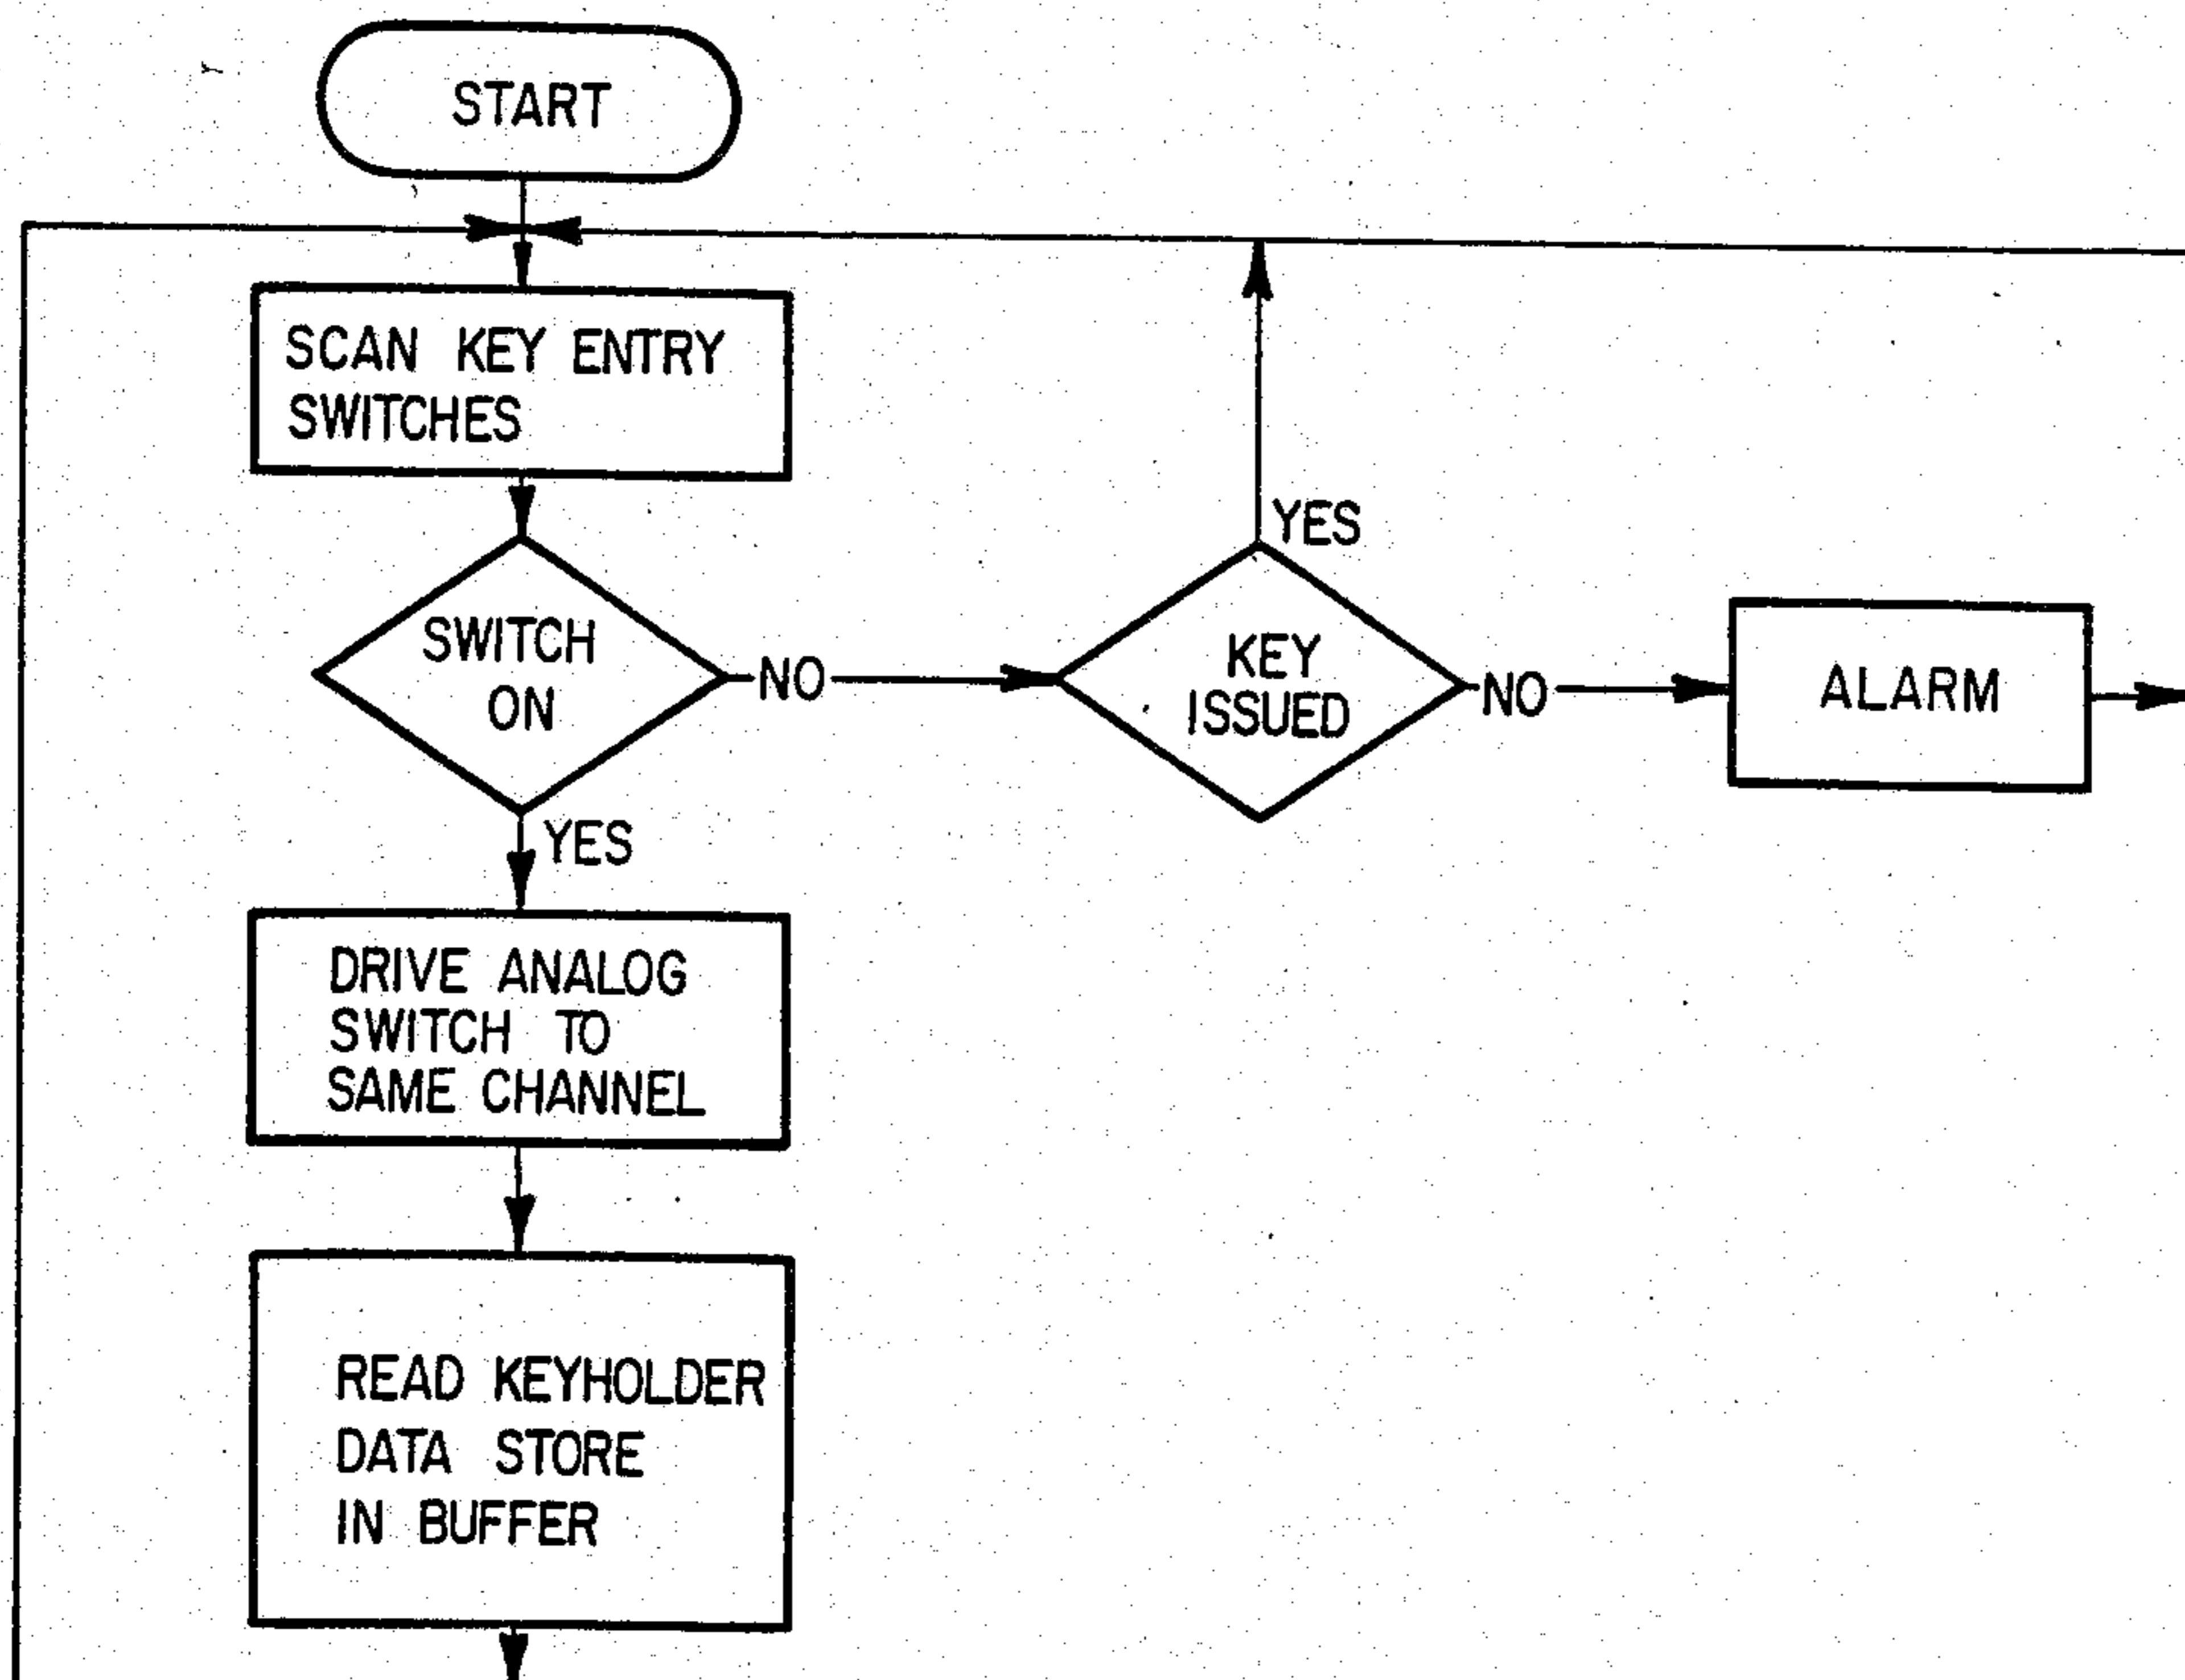 START
SCAN KEY ENTRY
SWITCHES
SWITCH
ON
NO
YES
KEY
ISSUED
YES
NO
ALARM
DRIVE ANALOG
SWITCH TO
SAME CHANNEL
READ KEYHOLDER
DATA STORE
IN BUFFER